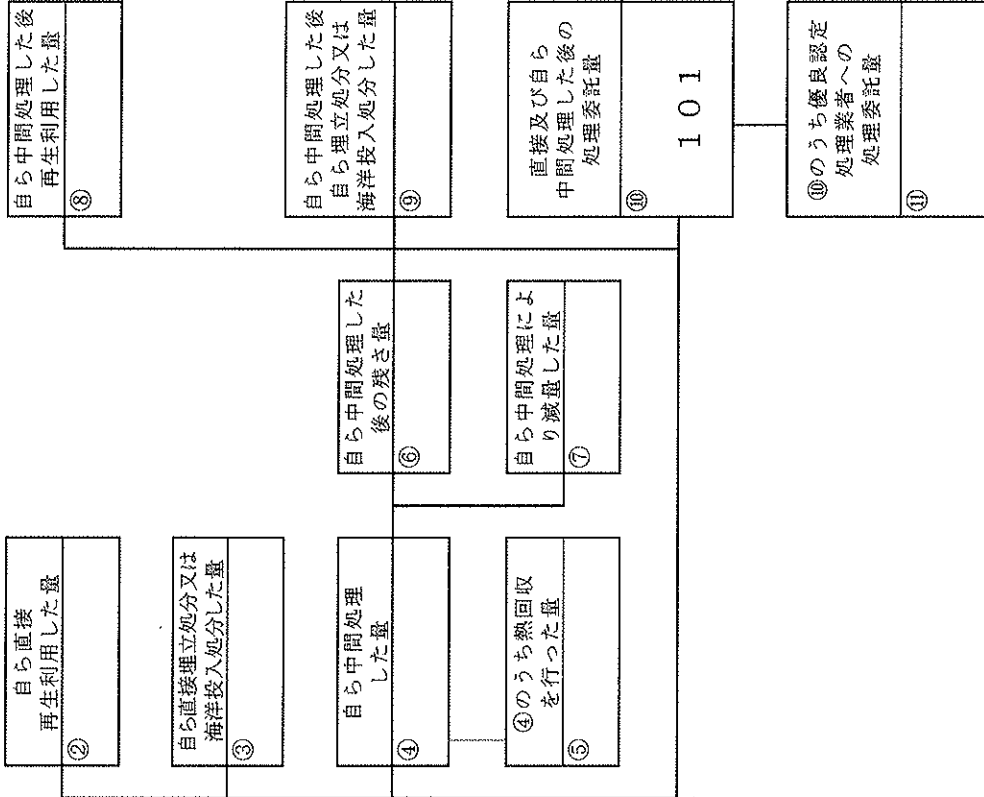 自ら直接
再生利用した量
②
自ら直接埋立処分又は
海洋投入処分した量
③
自ら中間処理
した量
④
④のうち熱回収
を行った量
⑤
自ら中間処理した
後の残さ量
⑥
自ら中間処理によ
り減量した量
⑦
自ら中間処理した後
再生利用した量
⑧
自ら中間処理した後
自ら埋立処分又は
海洋投入処分した量
⑨
直接及び自ら
中間処理した後の
処理委託量
⑩
101
⑩のうち優良認定
処理業者への
処理委託量
⑪